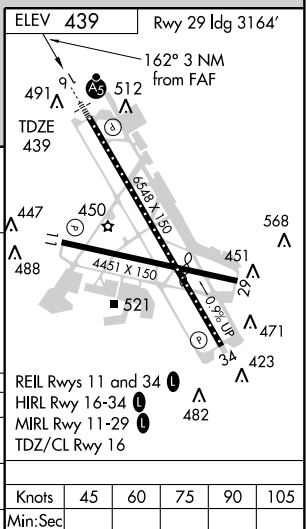 ELEV 439
Rwy 29 ldg 3164'
162° 3 NM
from FAF
16
A5
512
491
TDZE
439
P
6548 X 150
447
P
450
568
11
451
488
4451 X 150
29
521
0.9% UP
471
P
34
423
482
REIL Rwys 11 and 34 L
HIRL Rwy 16-34 L
MIRL Rwy 11-29 L
TDZ/CL Rwy 16
Knots 45 60 75 90 105
Min:Sec